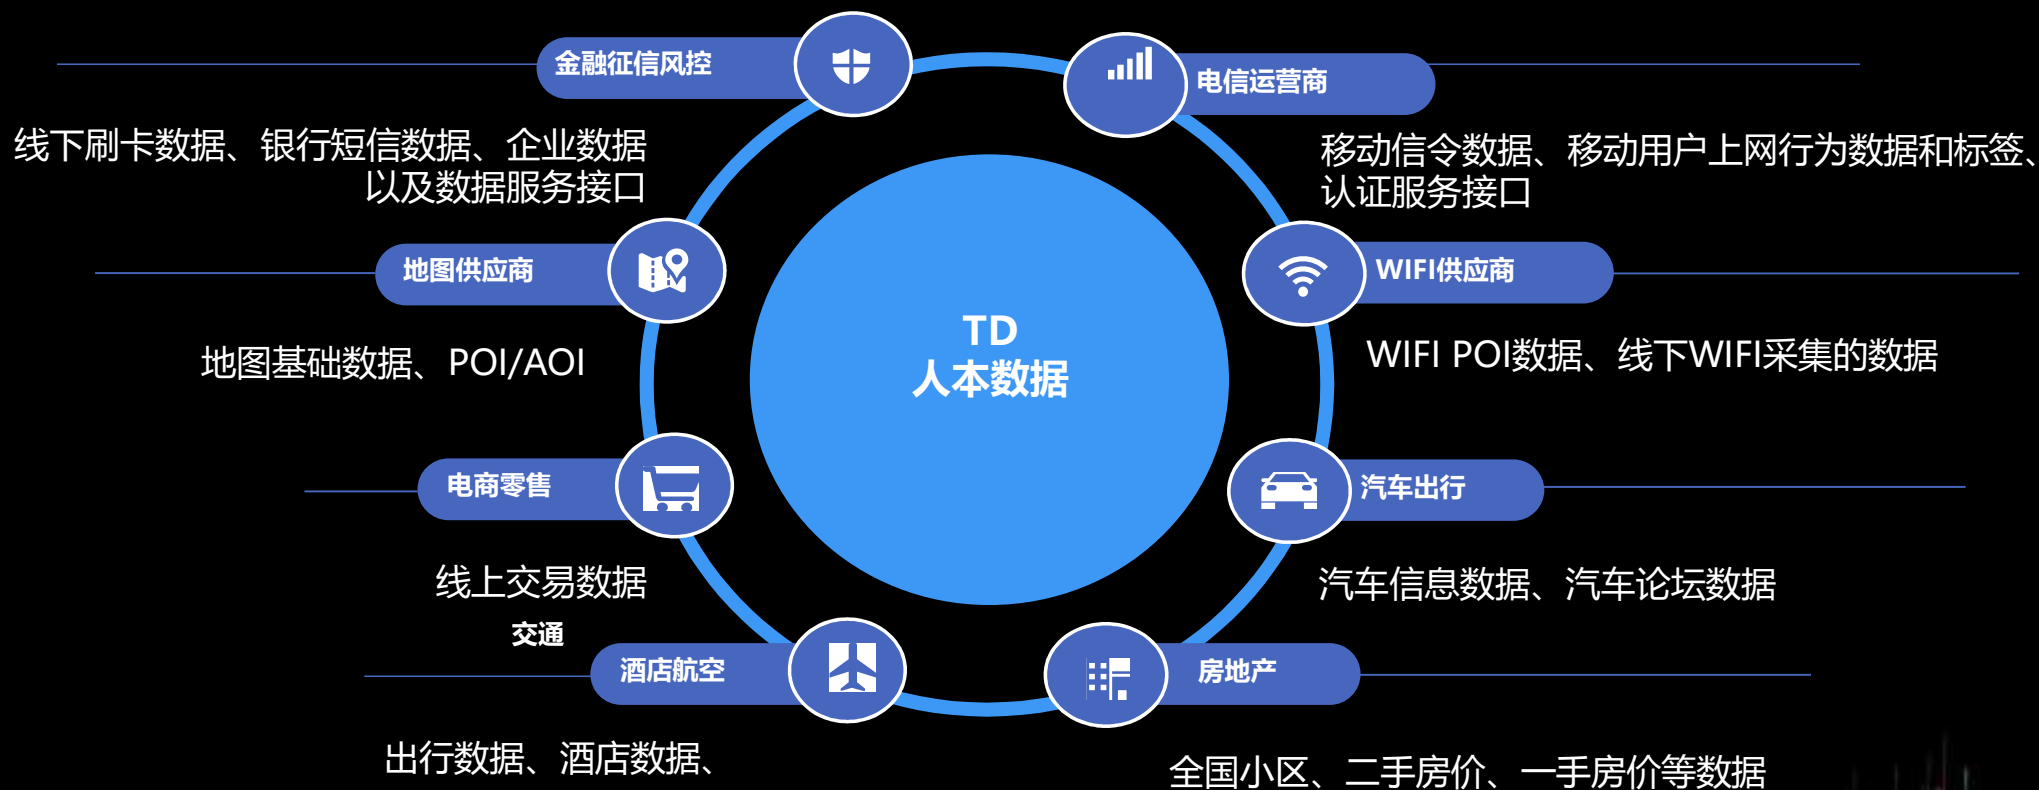 金融征信风控
线下刷卡数据、银行短信数据、企业数据
以及数据服务接口
地图供应商
地图基础数据、POI/AOI
电商零售
线上交易数据
交通
酒店航空
出行数据、酒店数据、
TD
人本数据
电信运营商
移动信令数据、移动用户上网行为数据和标签、
认证服务接口
WIFI供应商
WIFI POI数据、线下WIFI采集的数据
汽车出行
汽车信息数据、汽车论坛数据
房地产
全国小区、二手房价、一手房价等数据